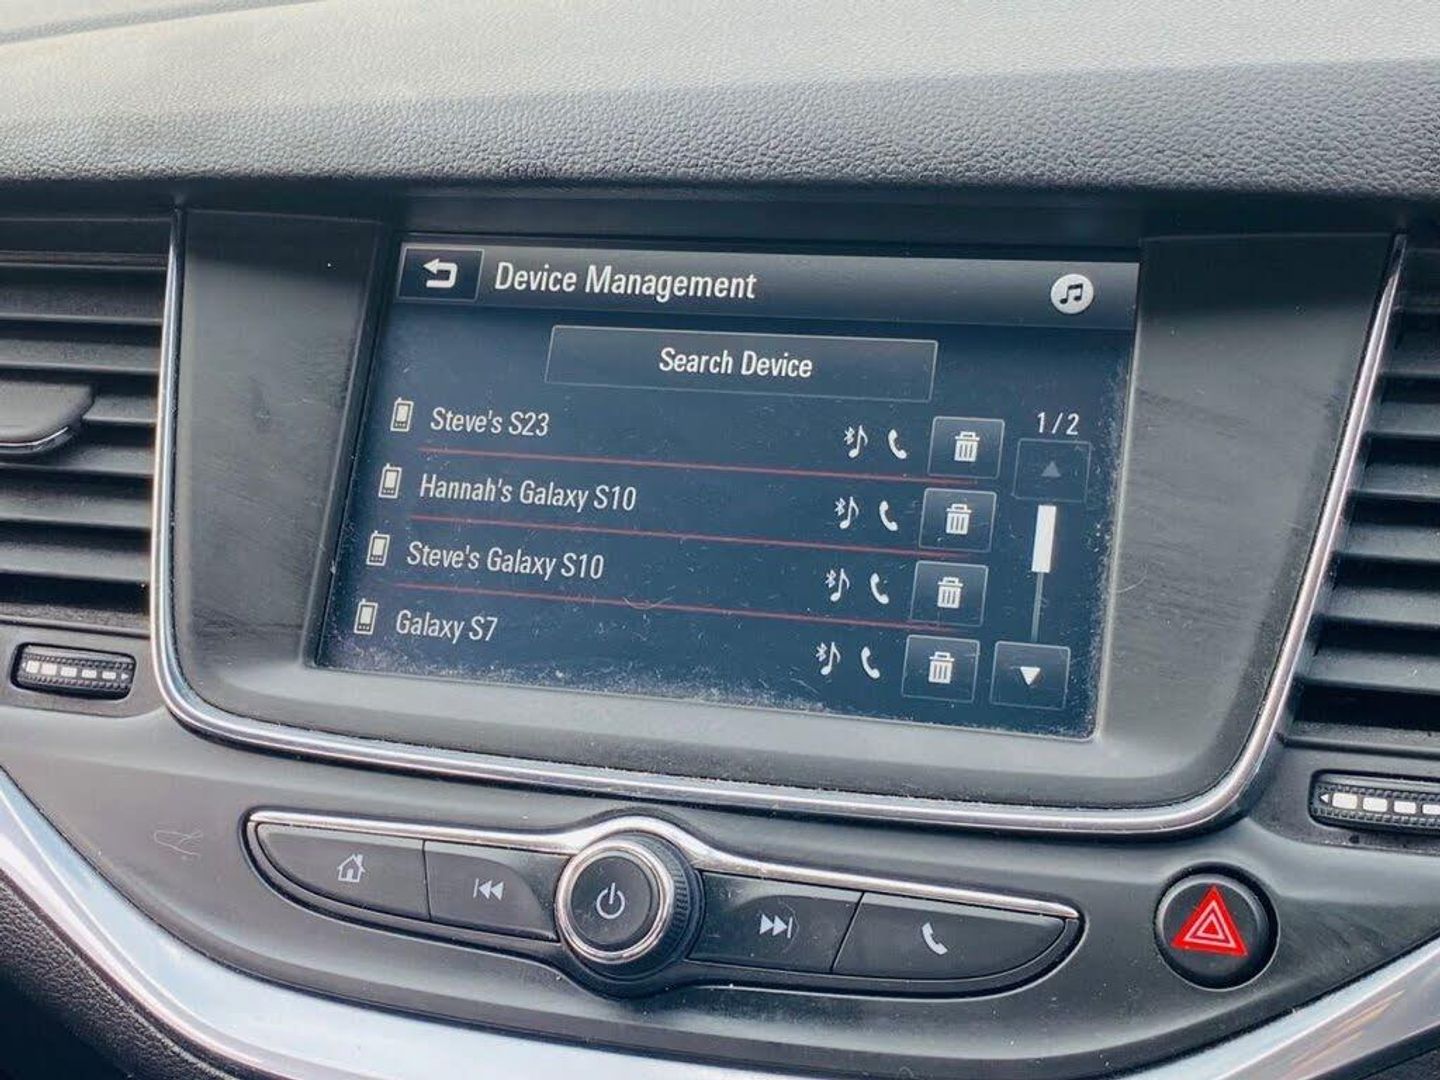 Device Management
Search Device
Steve's S23
1/2
Hannah's Galaxy S10
Steve's Galaxy S10
Galaxy S7